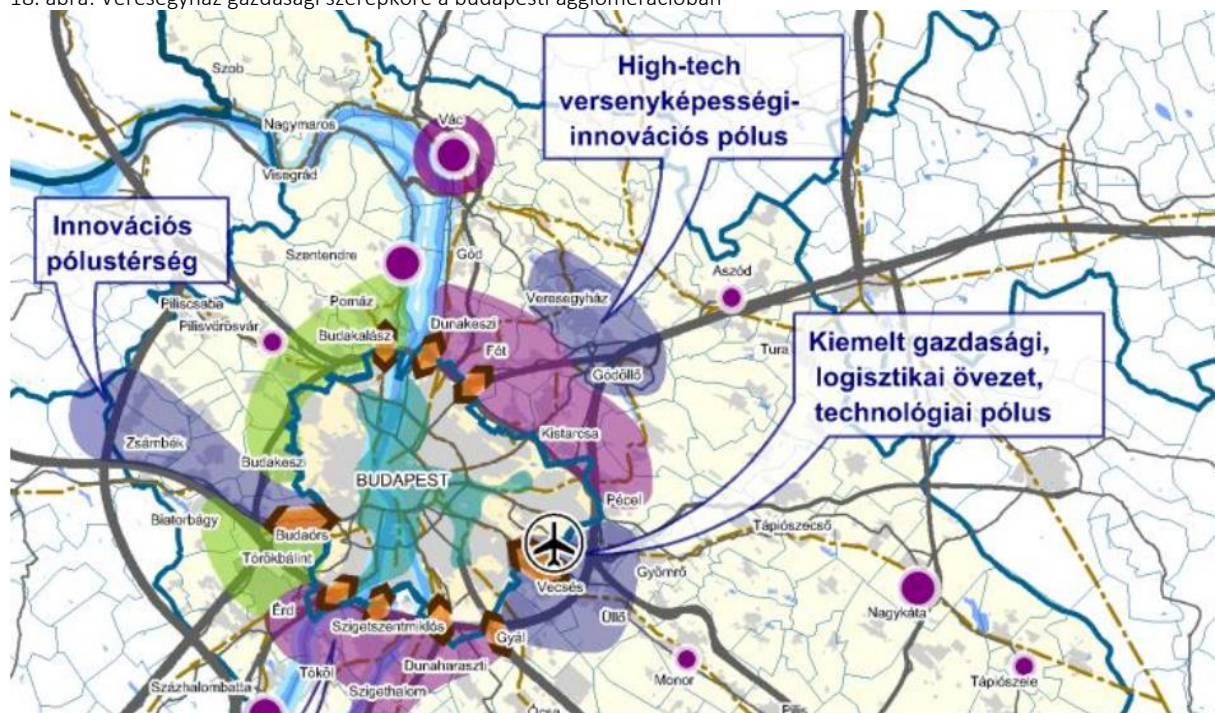 18. ábra: Veresegyház gazdasági szerepköre a budapesti agglomerációban
High-tech
versenyképességi-
innovációs pólus
Innovációs
pólustérség
Kiemelt gazdasági,
logisztikai övezet,
technológiai pólus
Szob
Nagymaros
Vác
Visegrád
Szentendre
Göd
Aszód
Veresegyház
Piliscsaba
Pomáz
Pilisvörösvár
Budakalász
Dunakeszi
Fót
Tura
Gödöllő
Kistarcsa
Zsámbék
Budakeszi
BUDAPEST
Pécel
Biatorbágy
Budaörs
Tápiószecső
Törökbálint
Vecsés
Gyömrő
Nagykáta
Érd
Szigetszentmiklós
Üllő
Gyál
Tököl
Dunaharaszti
Monor
Tápiószele
Százhalombatta
Szigethalom
Ócsa
Pilis